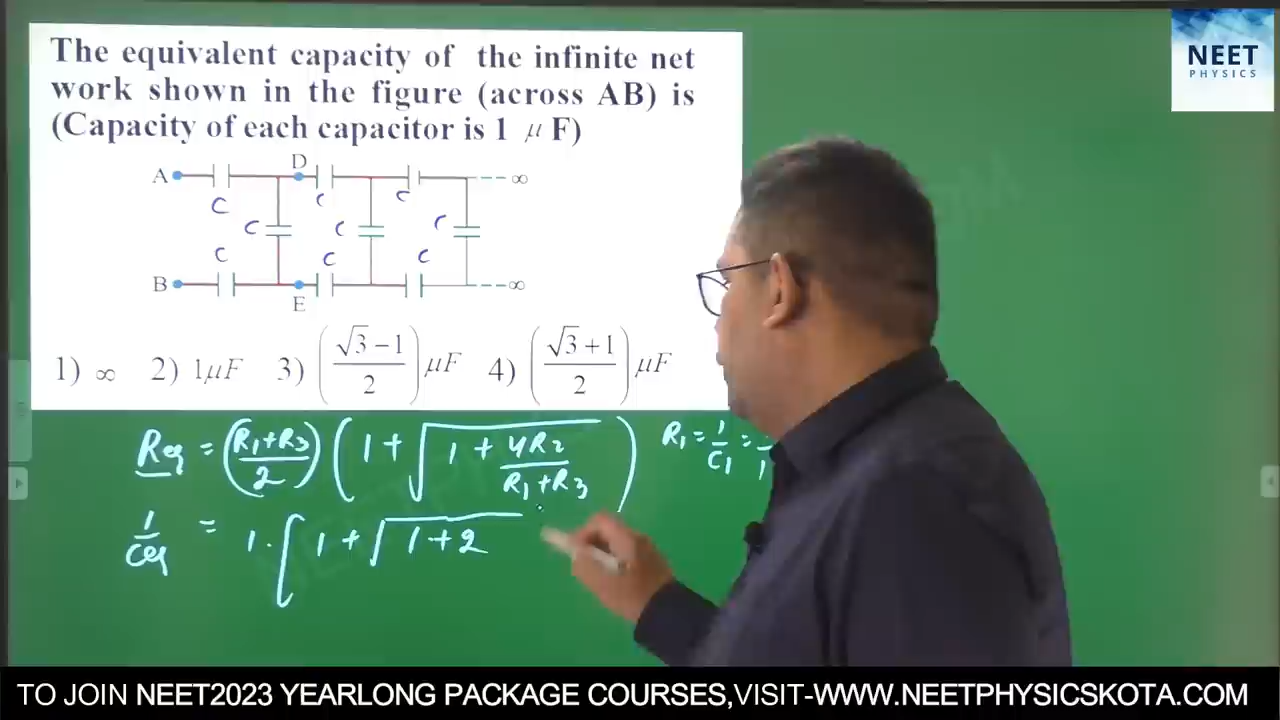 The equivalent capacity of the infinite net
work shown in the figure (across AB) is
(Capacity of each capacitor is 1 μ F)
A D ∞
C C C
C C C
C C C
B E ∞
1) ∞ 2) 1μF 3) ((√3−1)/2) μF 4) ((√3+1)/2) μF
Req = ((R1+R3)/2) (1 + √(1 + 4R2/(R1+R3))) R1 = 1/C1 =
1/Ceq = 1·[1 + √(1+2
NEET
PHYSICS
TO JOIN NEET2023 YEARLONG PACKAGE COURSES,VISIT-WWW.NEETPHYSICSKOTA.COM